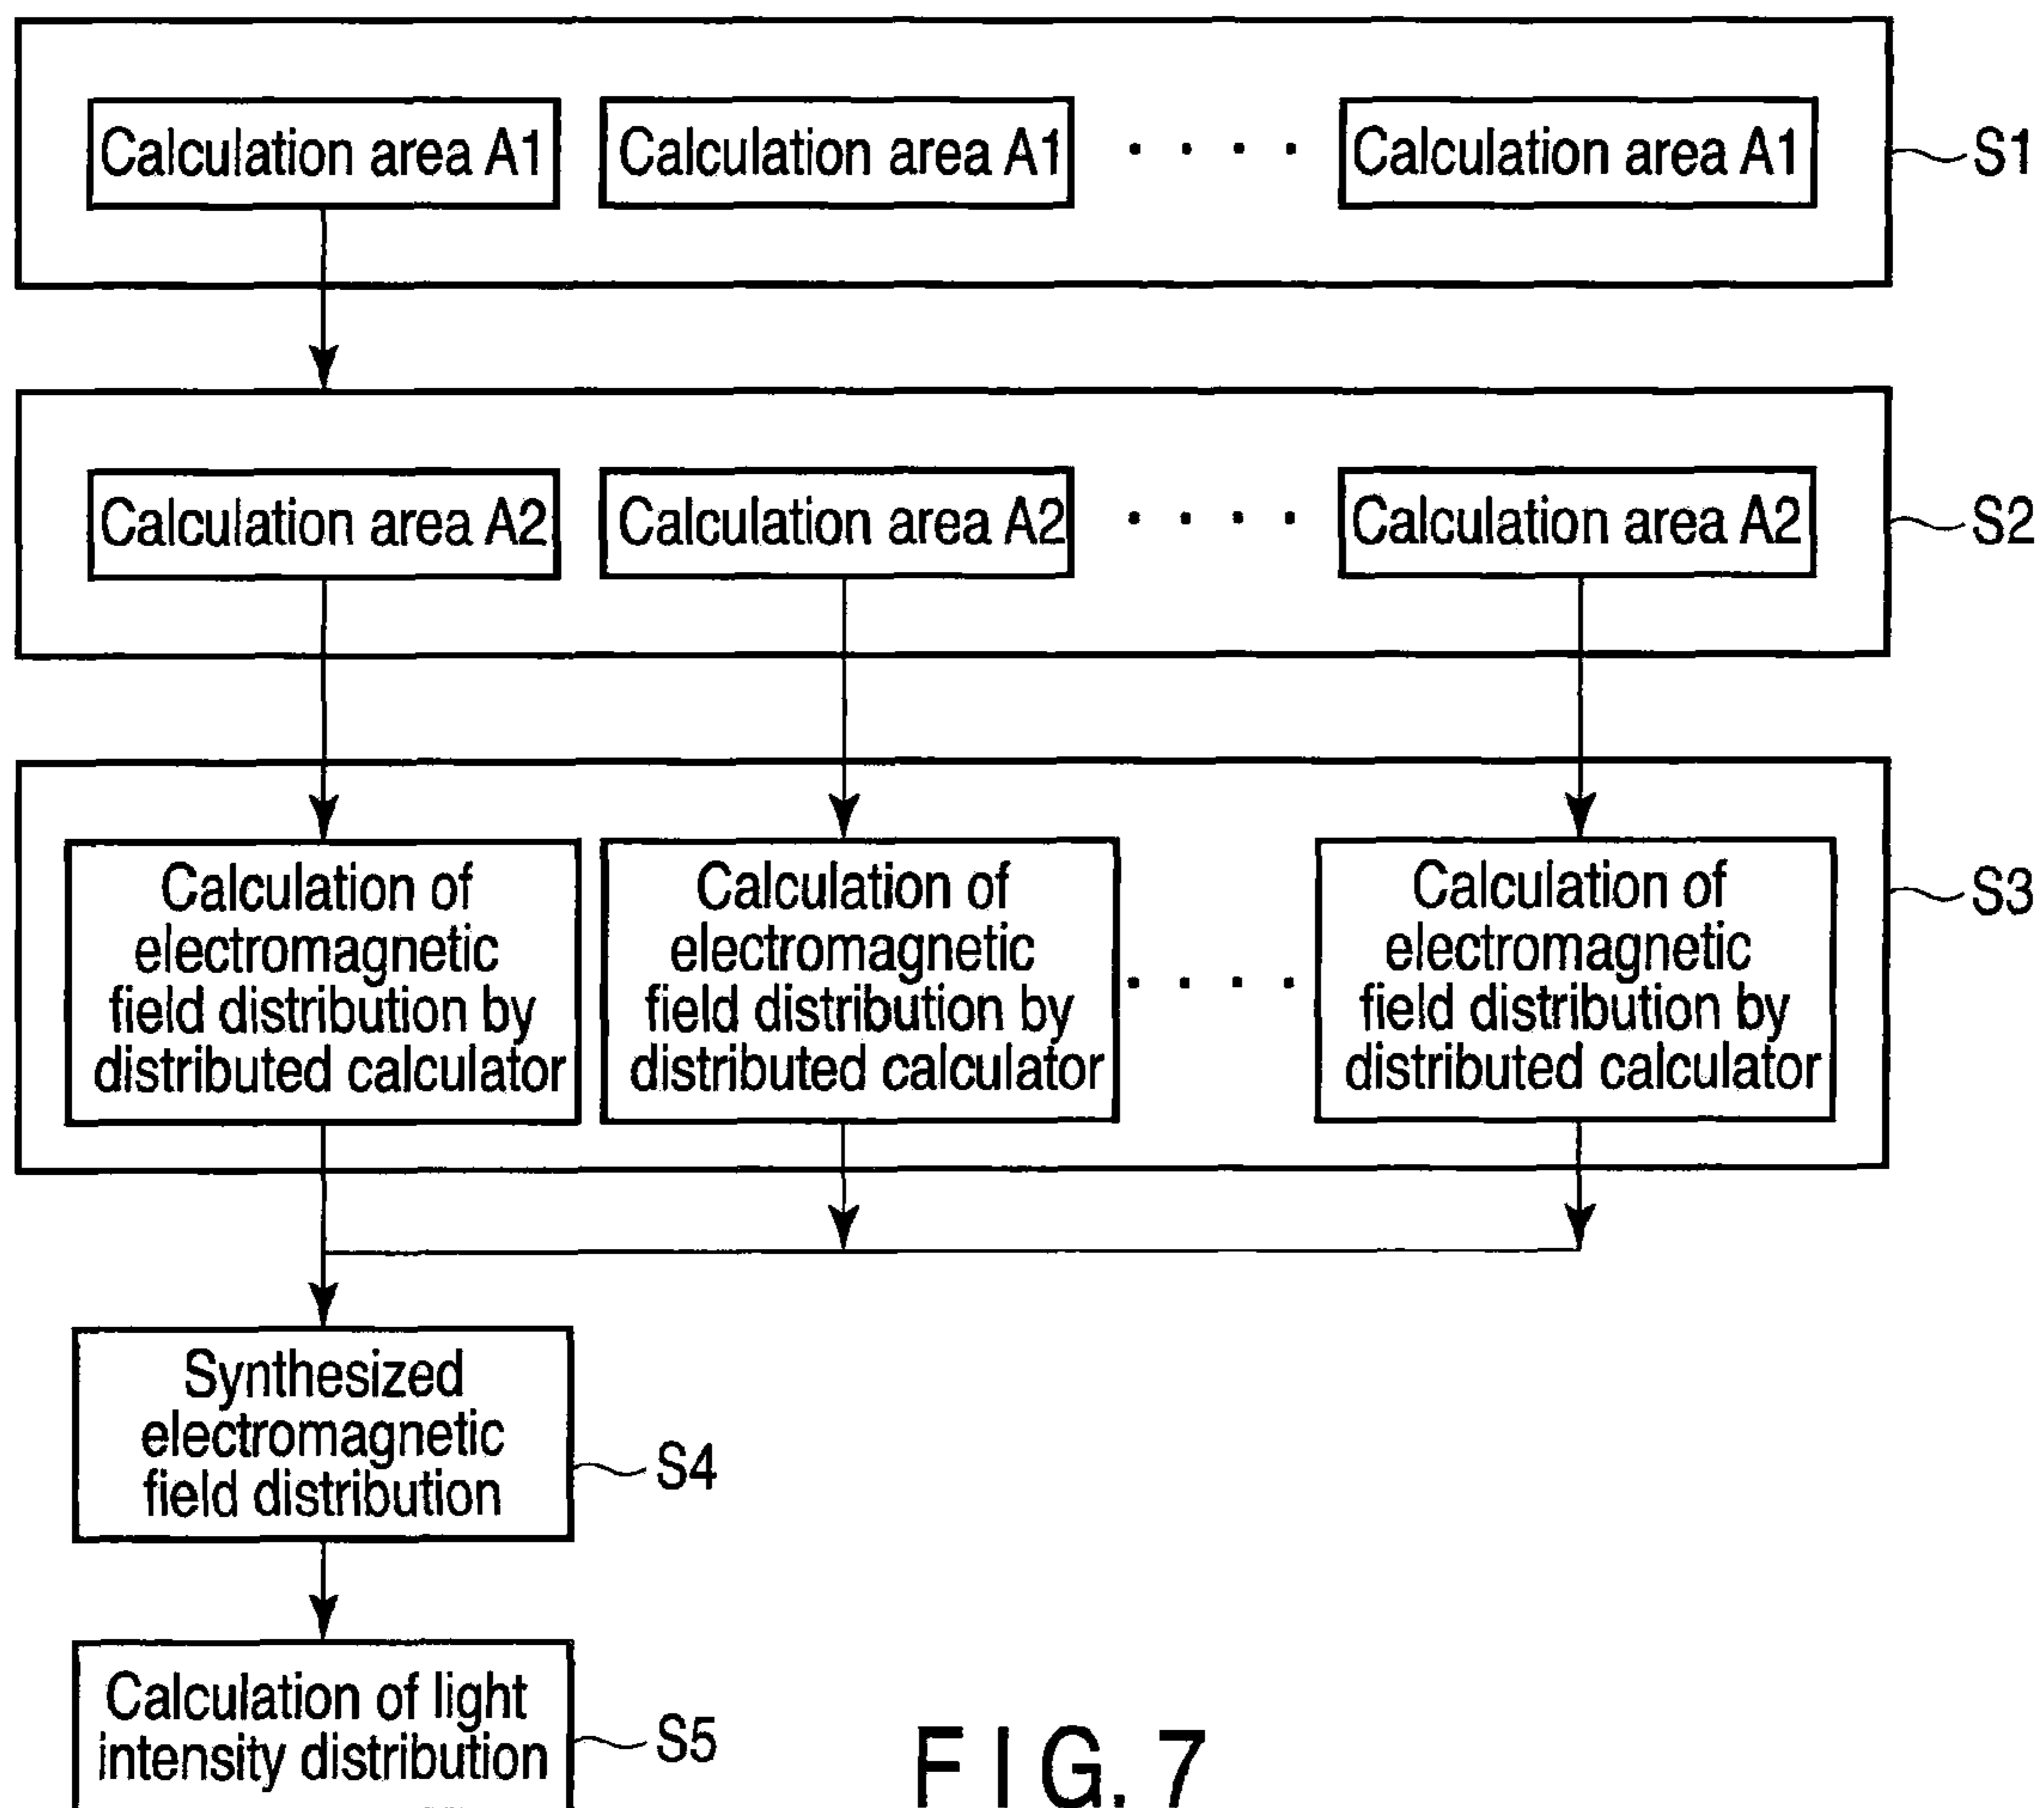 Calculation area A1 Calculation area A1 · · · · Calculation area A1 S1
Calculation area A2 Calculation area A2 · · · · Calculation area A2 S2
Calculation of
electromagnetic
field distribution by
distributed calculator
Calculation of
electromagnetic
field distribution by
distributed calculator
· · · ·
Calculation of
electromagnetic
field distribution by
distributed calculator
S3
Synthesized
electromagnetic
field distribution
S4
Calculation of light
intensity distribution
S5
FIG. 7